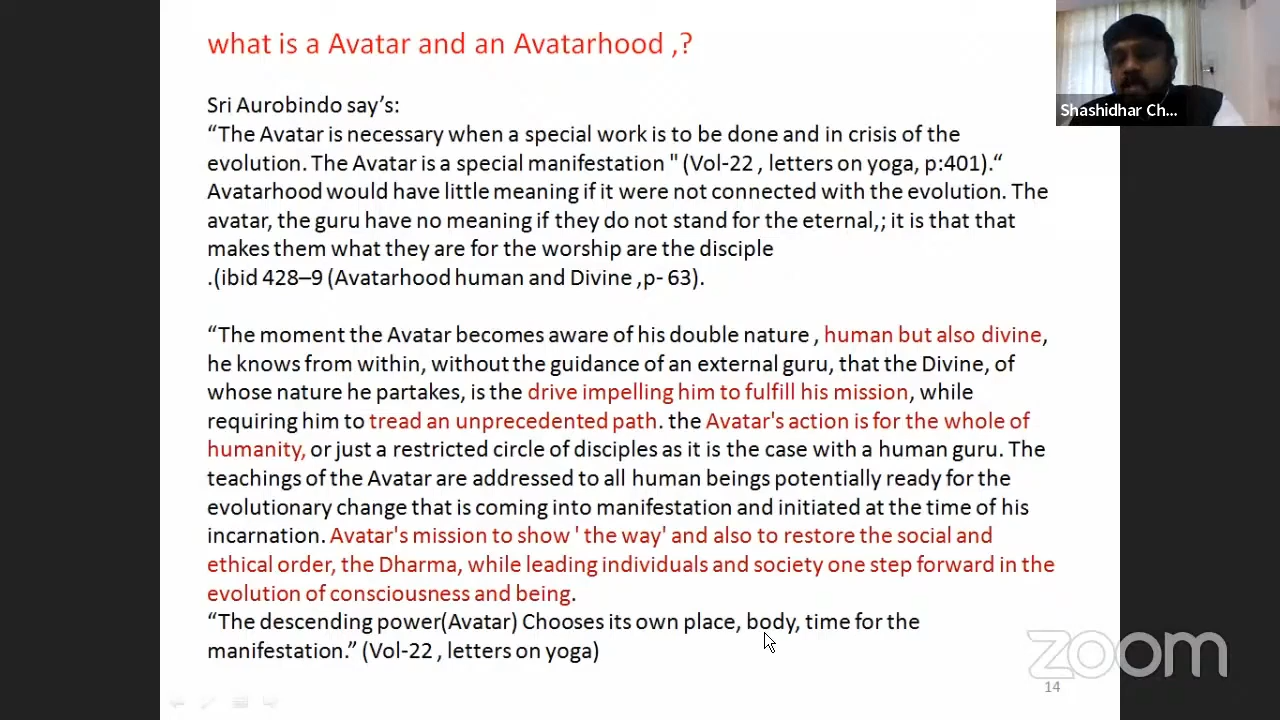 what is a Avatar and an Avatarhood ,?
Shashidhar Ch...
Sri Aurobindo say's:
“The Avatar is necessary when a special work is to be done and in crisis of the
evolution. The Avatar is a special manifestation " (Vol-22 , letters on yoga, p:401).“
Avatarhood would have little meaning if it were not connected with the evolution. The
avatar, the guru have no meaning if they do not stand for the eternal,; it is that that
makes them what they are for the worship are the disciple
.(ibid 428–9 (Avatarhood human and Divine ,p- 63).
“The moment the Avatar becomes aware of his double nature , human but also divine,
he knows from within, without the guidance of an external guru, that the Divine, of
whose nature he partakes, is the drive impelling him to fulfill his mission, while
requiring him to tread an unprecedented path. the Avatar's action is for the whole of
humanity, or just a restricted circle of disciples as it is the case with a human guru. The
teachings of the Avatar are addressed to all human beings potentially ready for the
evolutionary change that is coming into manifestation and initiated at the time of his
incarnation. Avatar's mission to show ' the way' and also to restore the social and
ethical order, the Dharma, while leading individuals and society one step forward in the
evolution of consciousness and being.
“The descending power(Avatar) Chooses its own place, body, time for the
manifestation.” (Vol-22 , letters on yoga)
zoom
14